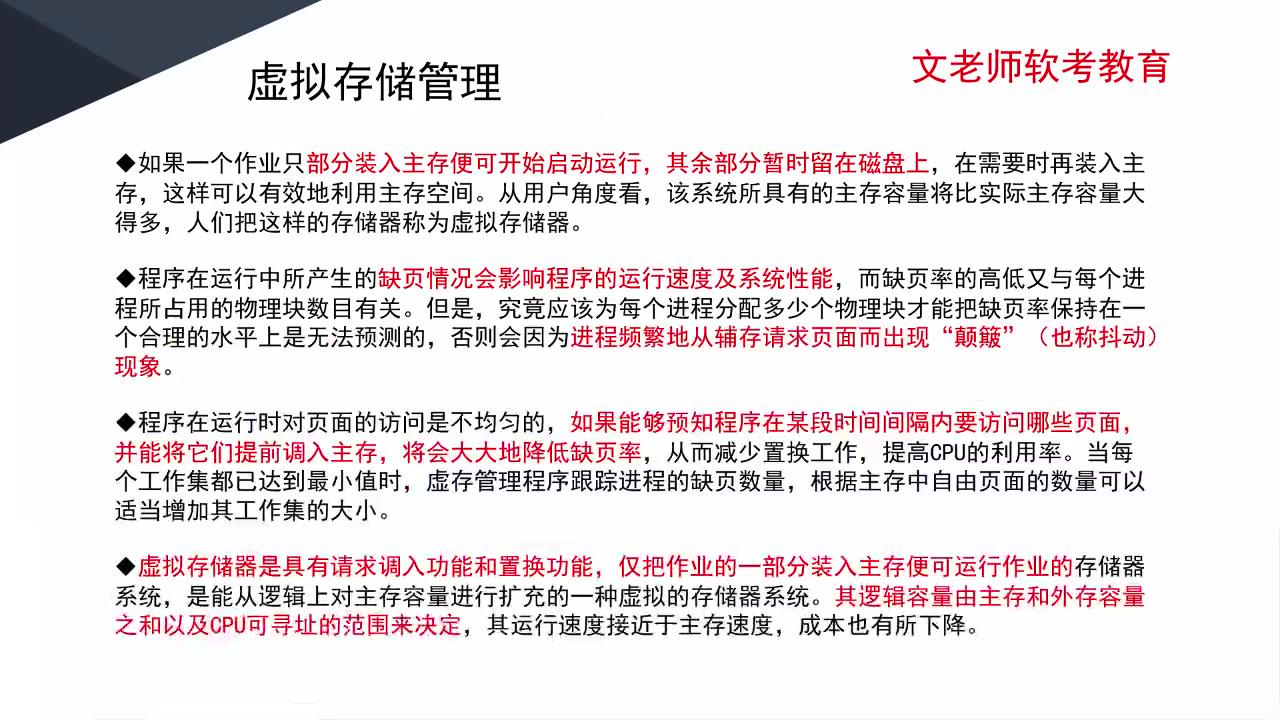 虚拟存储管理
文老师软考教育
◆如果一个作业只部分装入主存便可开始启动运行，其余部分暂时留在磁盘上，在需要时再装入主
存，这样可以有效地利用主存空间。从用户角度看，该系统所具有的主存容量将比实际主存容量大
得多，人们把这样的存储器称为虚拟存储器。
◆程序在运行中所产生的缺页情况会影响程序的运行速度及系统性能，而缺页率的高低又与每个进
程所占用的物理块数目有关。但是，究竟应该为每个进程分配多少个物理块才能把缺页率保持在一
个合理的水平上是无法预测的，否则会因为进程频繁地从辅存请求页面而出现“颠簸”（也称抖动）
现象。
◆程序在运行时对页面的访问是不均匀的，如果能够预知程序在某段时间间隔内要访问哪些页面，
并能将它们提前调入主存，将会大大地降低缺页率，从而减少置换工作，提高CPU的利用率。当每
个工作集都已达到最小值时，虚存管理程序跟踪进程的缺页数量，根据主存中自由页面的数量可以
适当增加其工作集的大小。
◆虚拟存储器是具有请求调入功能和置换功能，仅把作业的一部分装入主存便可运行作业的存储器
系统，是能从逻辑上对主存容量进行扩充的一种虚拟的存储器系统。其逻辑容量由主存和外存容量
之和以及CPU可寻址的范围来决定，其运行速度接近于主存速度，成本也有所下降。